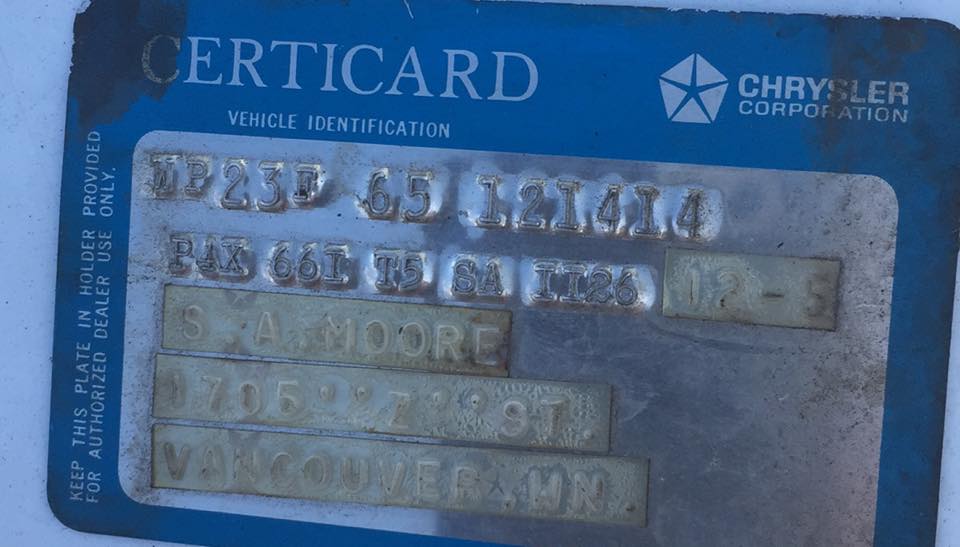 CERTICARD
VEHICLE IDENTIFICATION
CHRYSLER
CORPORATION
WP23F 65 121414
PAX 661 T5 SA II26 12-5
S.A.MOORE
1705 "Z" ST.
VANCOUVER, WN.
KEEP THIS PLATE IN HOLDER PROVIDED
FOR AUTHORIZED DEALER USE ONLY.